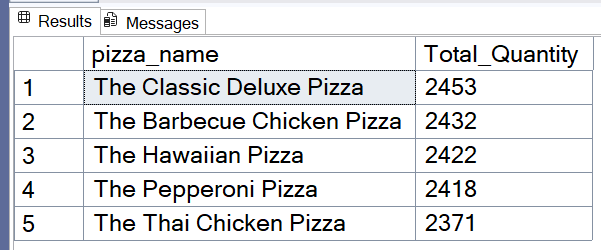 Results Messages
pizza_name Total_Quantity
1 The Classic Deluxe Pizza 2453
2 The Barbecue Chicken Pizza 2432
3 The Hawaiian Pizza 2422
4 The Pepperoni Pizza 2418
5 The Thai Chicken Pizza 2371